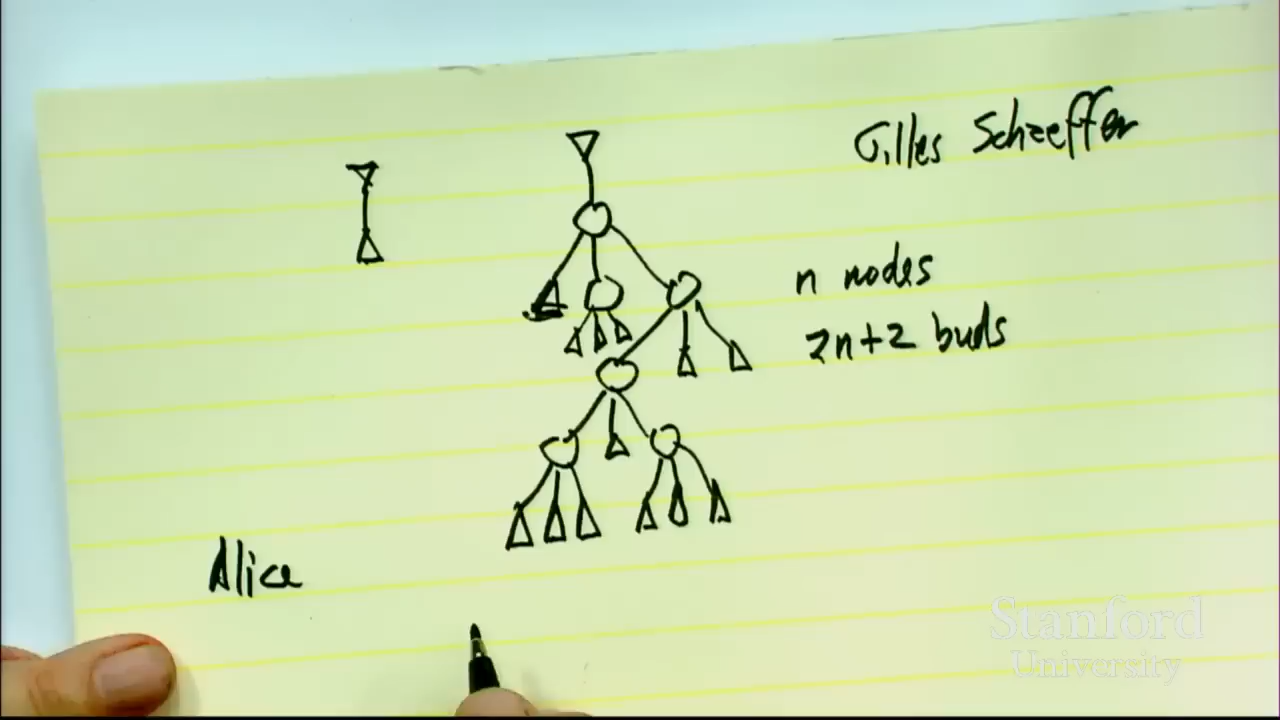 Gilles Schaeffer
n nodes
2n+2 buds
Alice
Stanford
University